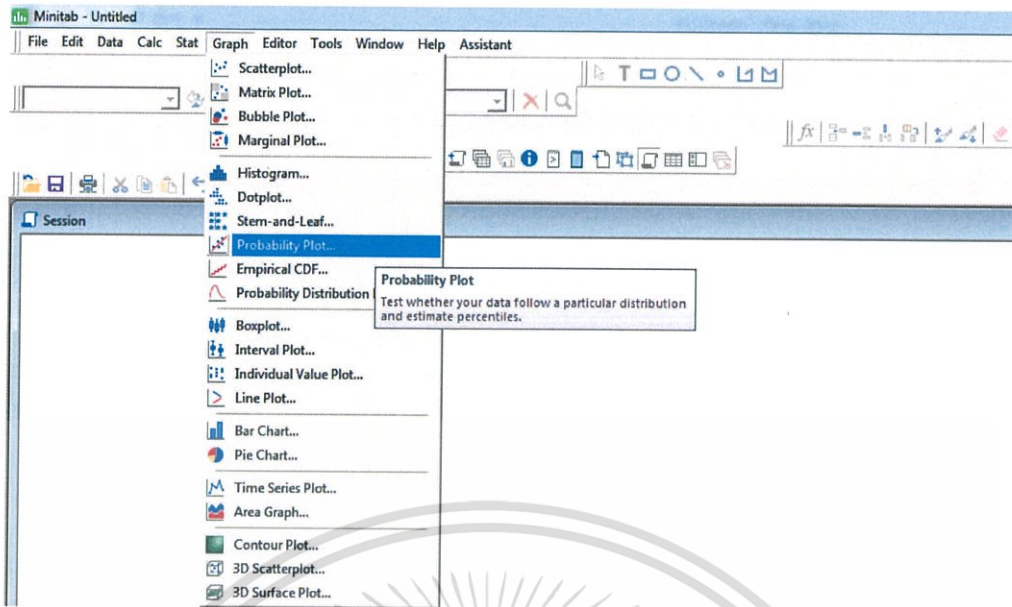 Minitab - Untitled
File Edit Data Calc Stat Graph Editor Tools Window Help Assistant
Scatterplot...
Matrix Plot...
Bubble Plot...
Marginal Plot...
Histogram...
Dotplot...
Stem-and-Leaf...
Session
Probability Plot...
Empirical CDF...
Probability Distribution
Probability Plot
Test whether your data follow a particular distribution
and estimate percentiles.
Boxplot...
Interval Plot...
Individual Value Plot...
Line Plot...
Bar Chart...
Pie Chart...
Time Series Plot...
Area Graph...
Contour Plot...
3D Scatterplot...
3D Surface Plot...